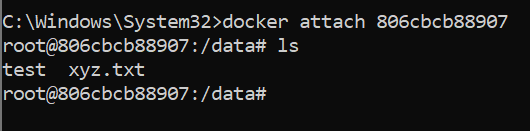 C:\Windows\System32>docker attach 806cbcb88907
root@806cbcb88907:/data# ls
test  xyz.txt
root@806cbcb88907:/data#